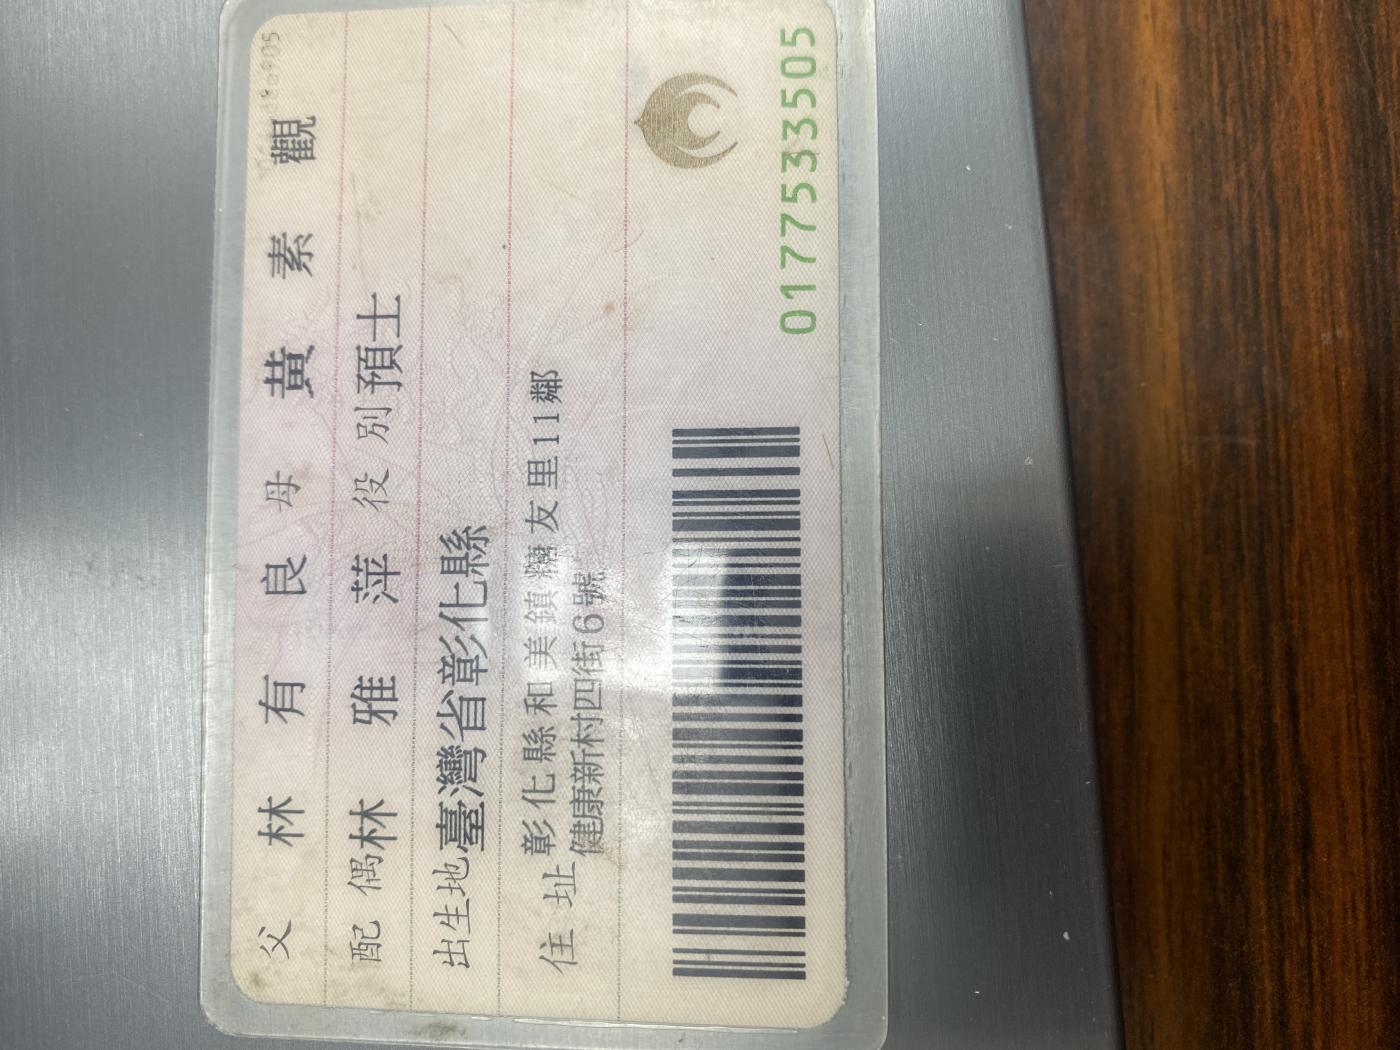 父 林有良 母 黃素觀
配偶 林雅萍 役別 預士
出生地 臺灣省彰化縣
住址 彰化縣和美鎮糖友里11鄰
健康新村四街6號
0177533505